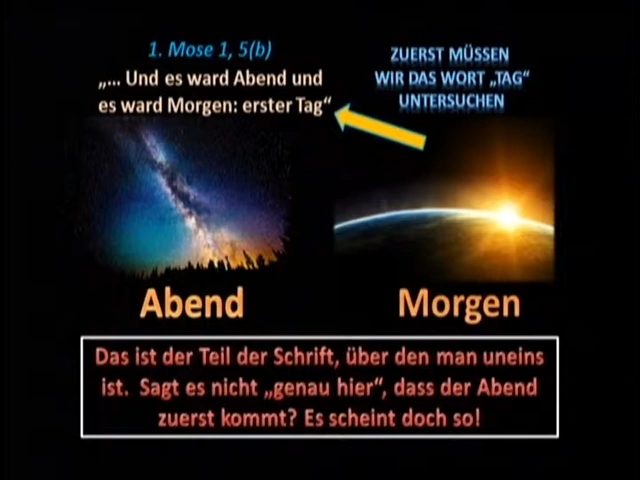 1. Mose 1, 5(b)
„... Und es ward Abend und
es ward Morgen: erster Tag“
ZUERST MÜSSEN
WIR DAS WORT „TAG“
UNTERSUCHEN
Abend
Morgen
Das ist der Teil der Schrift, über den man uneins
ist. Sagt es nicht „genau hier“, dass der Abend
zuerst kommt? Es scheint doch so!